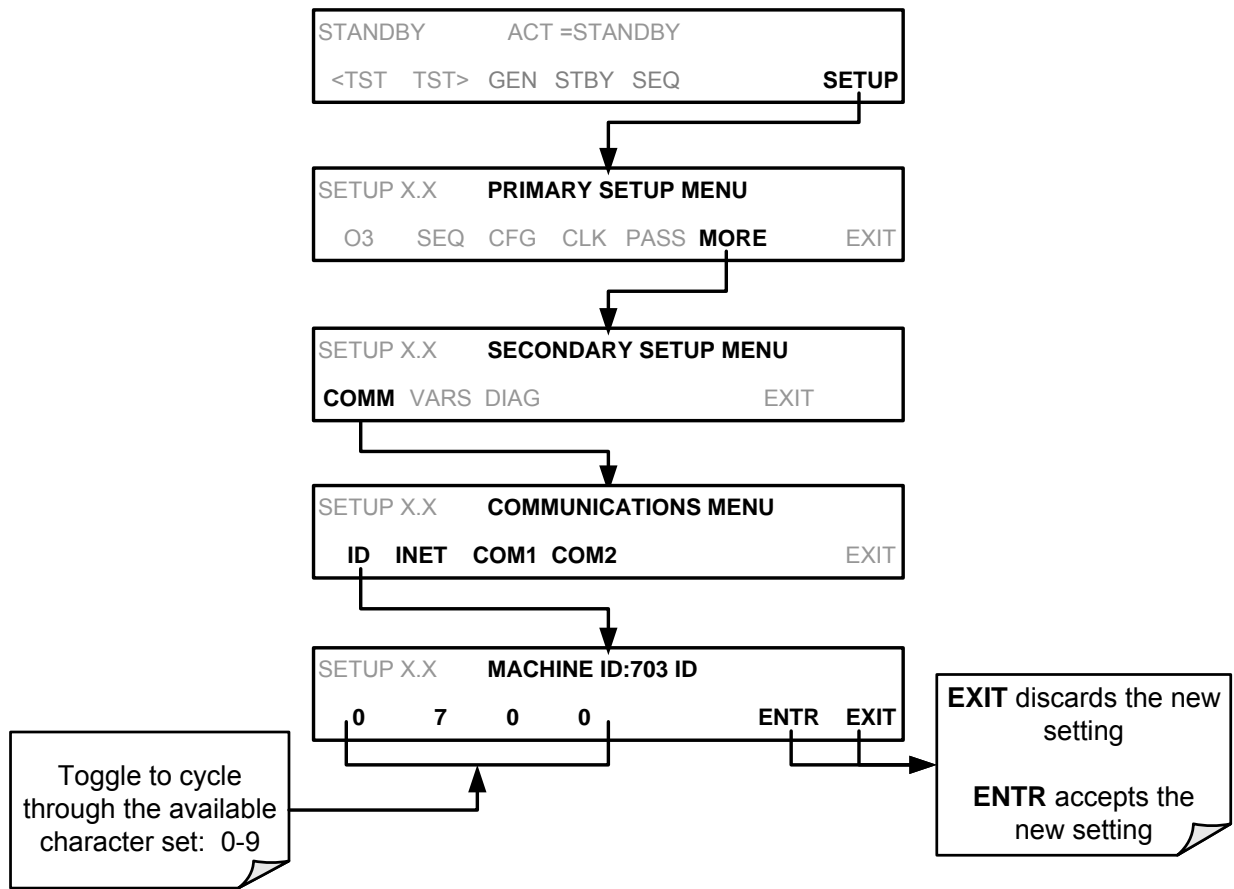 STANDBY ACT =STANDBY
<TST TST> GEN STBY SEQ SETUP
SETUP X.X PRIMARY SETUP MENU
O3 SEQ CFG CLK PASS MORE EXIT
SETUP X.X SECONDARY SETUP MENU
COMM VARS DIAG EXIT
SETUP X.X COMMUNICATIONS MENU
ID INET COM1 COM2 EXIT
SETUP X.X MACHINE ID:703 ID
0 7 0 0 ENTR EXIT
Toggle to cycle
through the available
character set: 0-9
EXIT discards the new
setting
ENTR accepts the
new setting